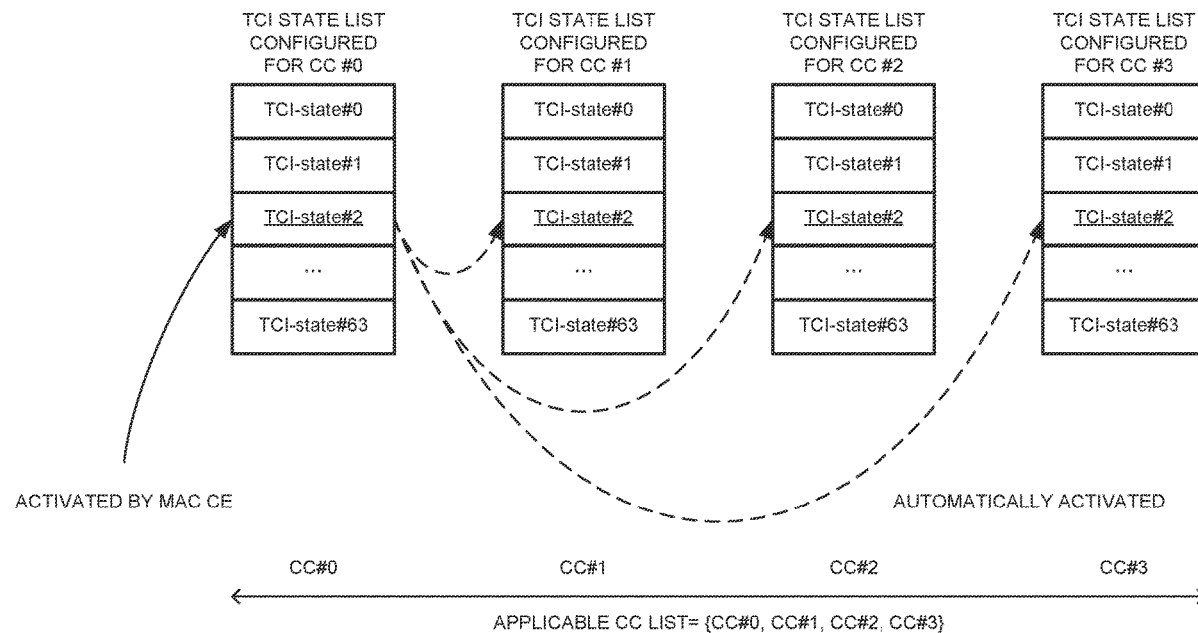 TCI STATE LIST
CONFIGURED
FOR CC #0
TCI STATE LIST
CONFIGURED
FOR CC #1
TCI STATE LIST
CONFIGURED
FOR CC #2
TCI STATE LIST
CONFIGURED
FOR CC #3
TCI-state#0
TCI-state#1
TCI-state#2
...
TCI-state#63
TCI-state#0
TCI-state#1
TCI-state#2
...
TCI-state#63
TCI-state#0
TCI-state#1
TCI-state#2
...
TCI-state#63
TCI-state#0
TCI-state#1
TCI-state#2
...
TCI-state#63
ACTIVATED BY MAC CE
AUTOMATICALLY ACTIVATED
CC#0
CC#1
CC#2
CC#3
APPLICABLE CC LIST= {CC#0, CC#1, CC#2, CC#3}